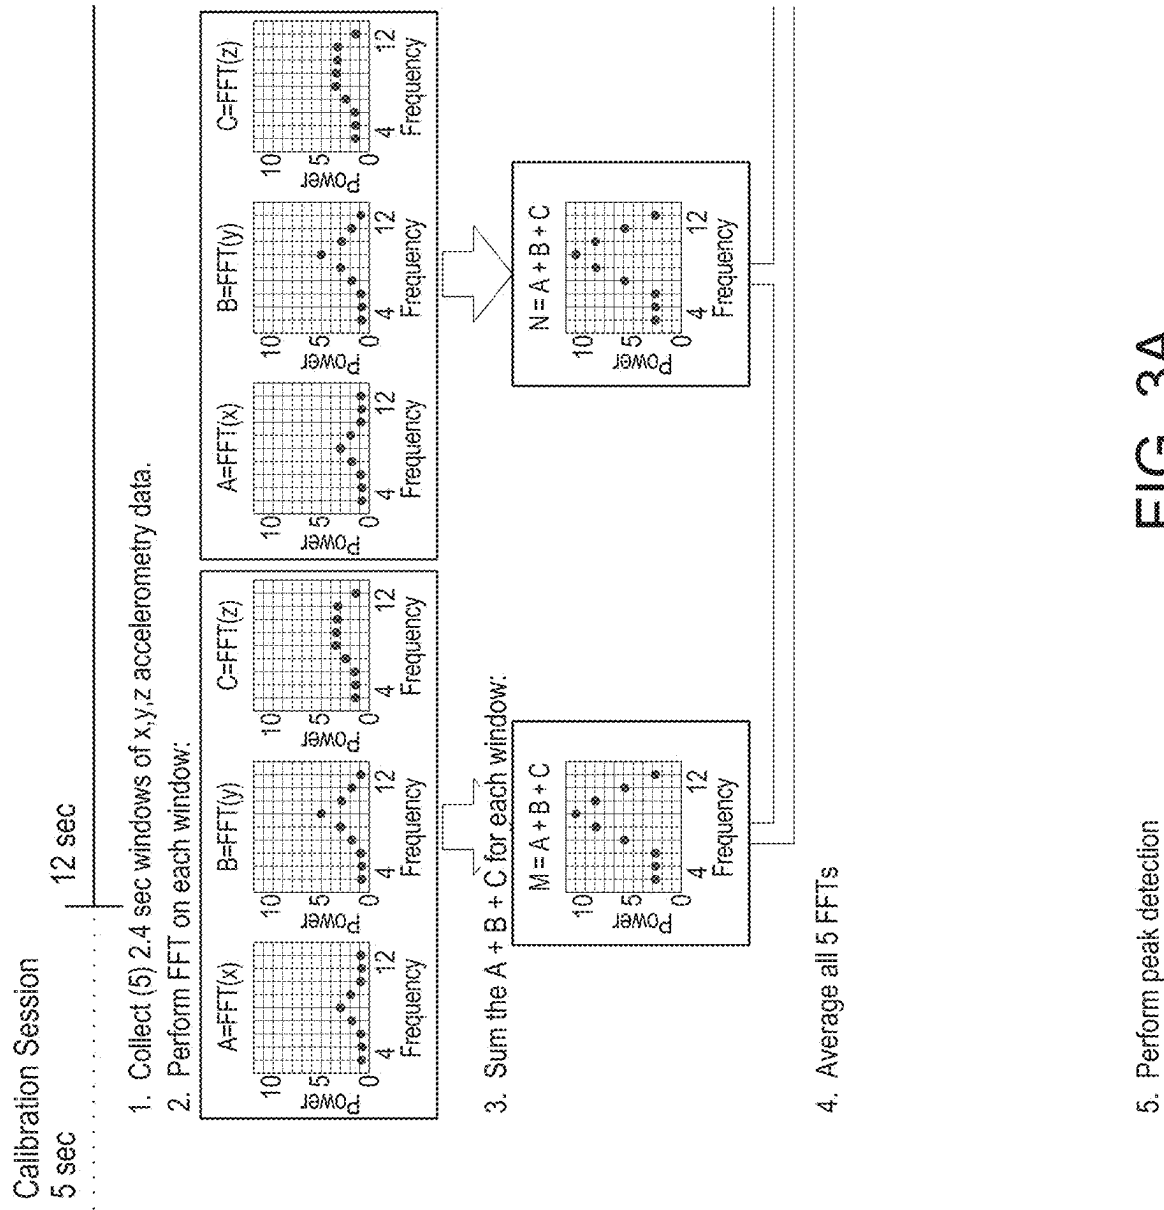 Calibration Session
5 sec
12 sec
1. Collect (5) 2.4 sec windows of x,y,z accelerometry data.
2. Perform FFT on each window:
A=FFT(x)
10
5
0
Power
4
12
Frequency
B=FFT(y)
10
5
0
Power
4
12
Frequency
C=FFT(z)
10
5
0
Power
4
12
Frequency
A=FFT(x)
10
5
0
Power
4
12
Frequency
B=FFT(y)
10
5
0
Power
4
12
Frequency
C=FFT(z)
10
5
0
Power
4
12
Frequency
3. Sum the A + B + C for each window:
M = A + B + C
10
5
0
Power
4
12
Frequency
N = A + B + C
10
5
0
Power
4
12
Frequency
4. Average all 5 FFTs
5. Perform peak detection
FIG. 3A